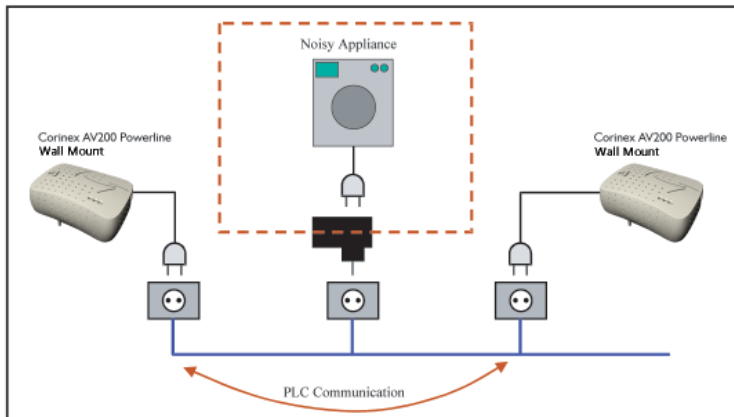 Noisy Appliance
Corinex AV200 Powerline
Wall Mount
Corinex AV200 Powerline
Wall Mount
PLC Communication